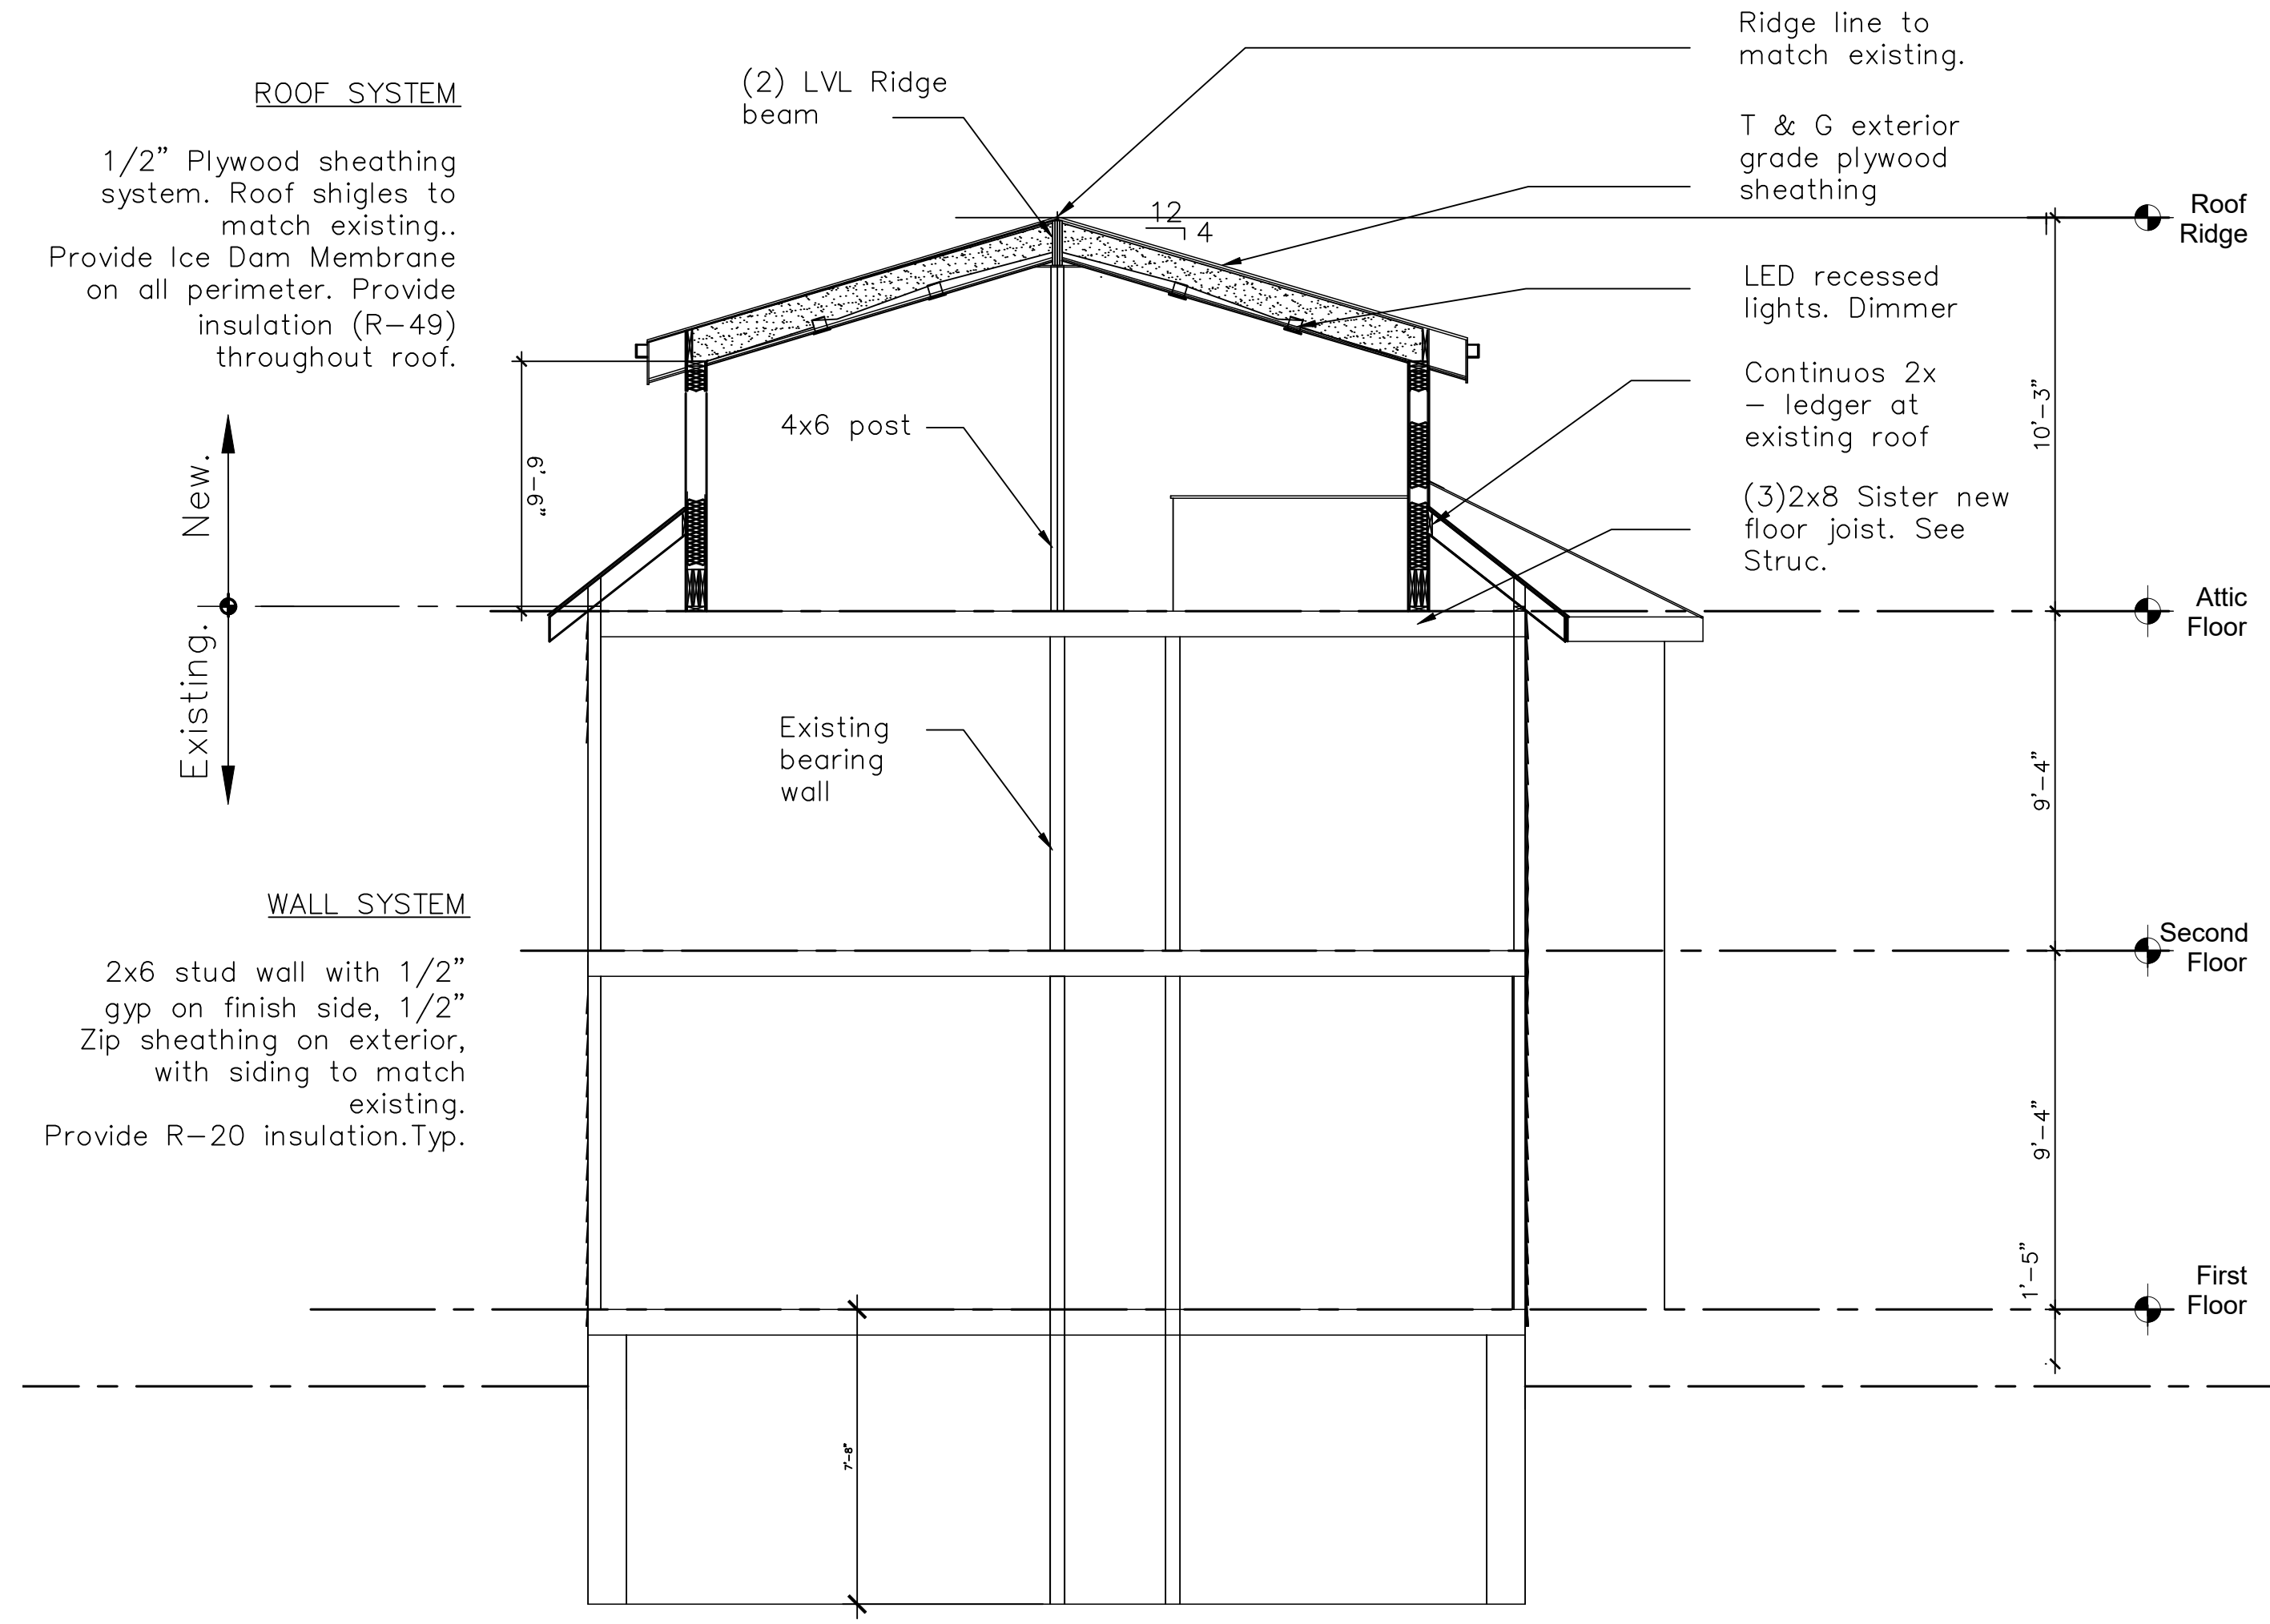 Ridge line to
match existing.
(2) LVL Ridge
beam
ROOF SYSTEM
1/2" Plywood sheathing
system. Roof shigles to
match existing..
Provide Ice Dam Membrane
on all perimeter. Provide
insulation (R-49)
throughout roof.
T & G exterior
grade plywood
sheathing
12
4
Roof
Ridge
LED recessed
lights. Dimmer
Continuos 2x
- ledger at
existing roof
10'-3"
4x6 post
6'-6"
New.
(3)2x8 Sister new
floor joist. See
Struc.
Attic
Floor
Existing.
Existing
bearing
wall
9'-4"
WALL SYSTEM
2x6 stud wall with 1/2"
gyp on finish side, 1/2"
Zip sheathing on exterior,
with siding to match
existing.
Provide R-20 insulation.Typ.
Second
Floor
9'-4"
1'-5"
First
Floor
7'-8"